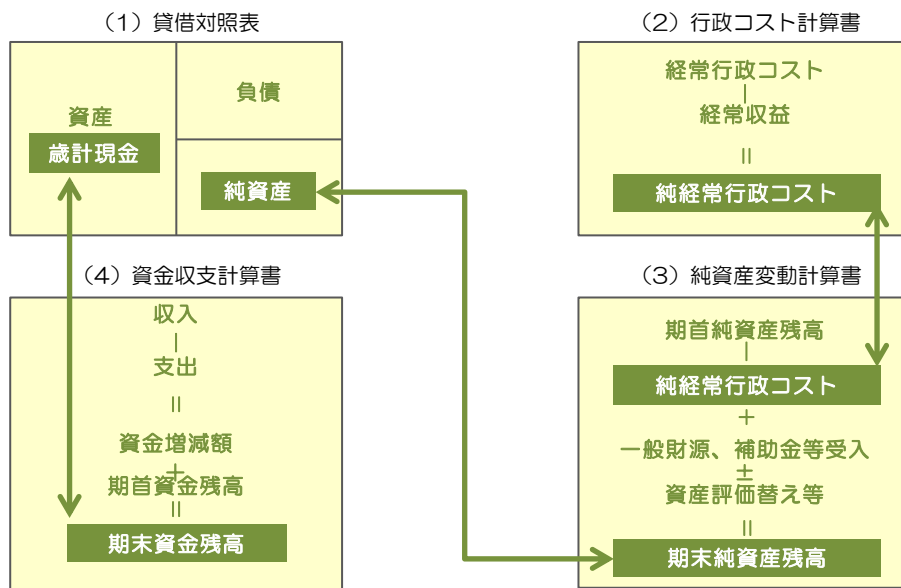 （1）貸借対照表
資産
歳計現金
負債
純資産
（2）行政コスト計算書
経常行政コスト
－
経常収益
＝
純経常行政コスト
（4）資金収支計算書
収入
－
支出
＝
資金増減額
＋
期首資金残高
＝
期末資金残高
（3）純資産変動計算書
期首純資産残高
－
純経常行政コスト
＋
一般財源、補助金等受入
±
資産評価替え等
＝
期末純資産残高